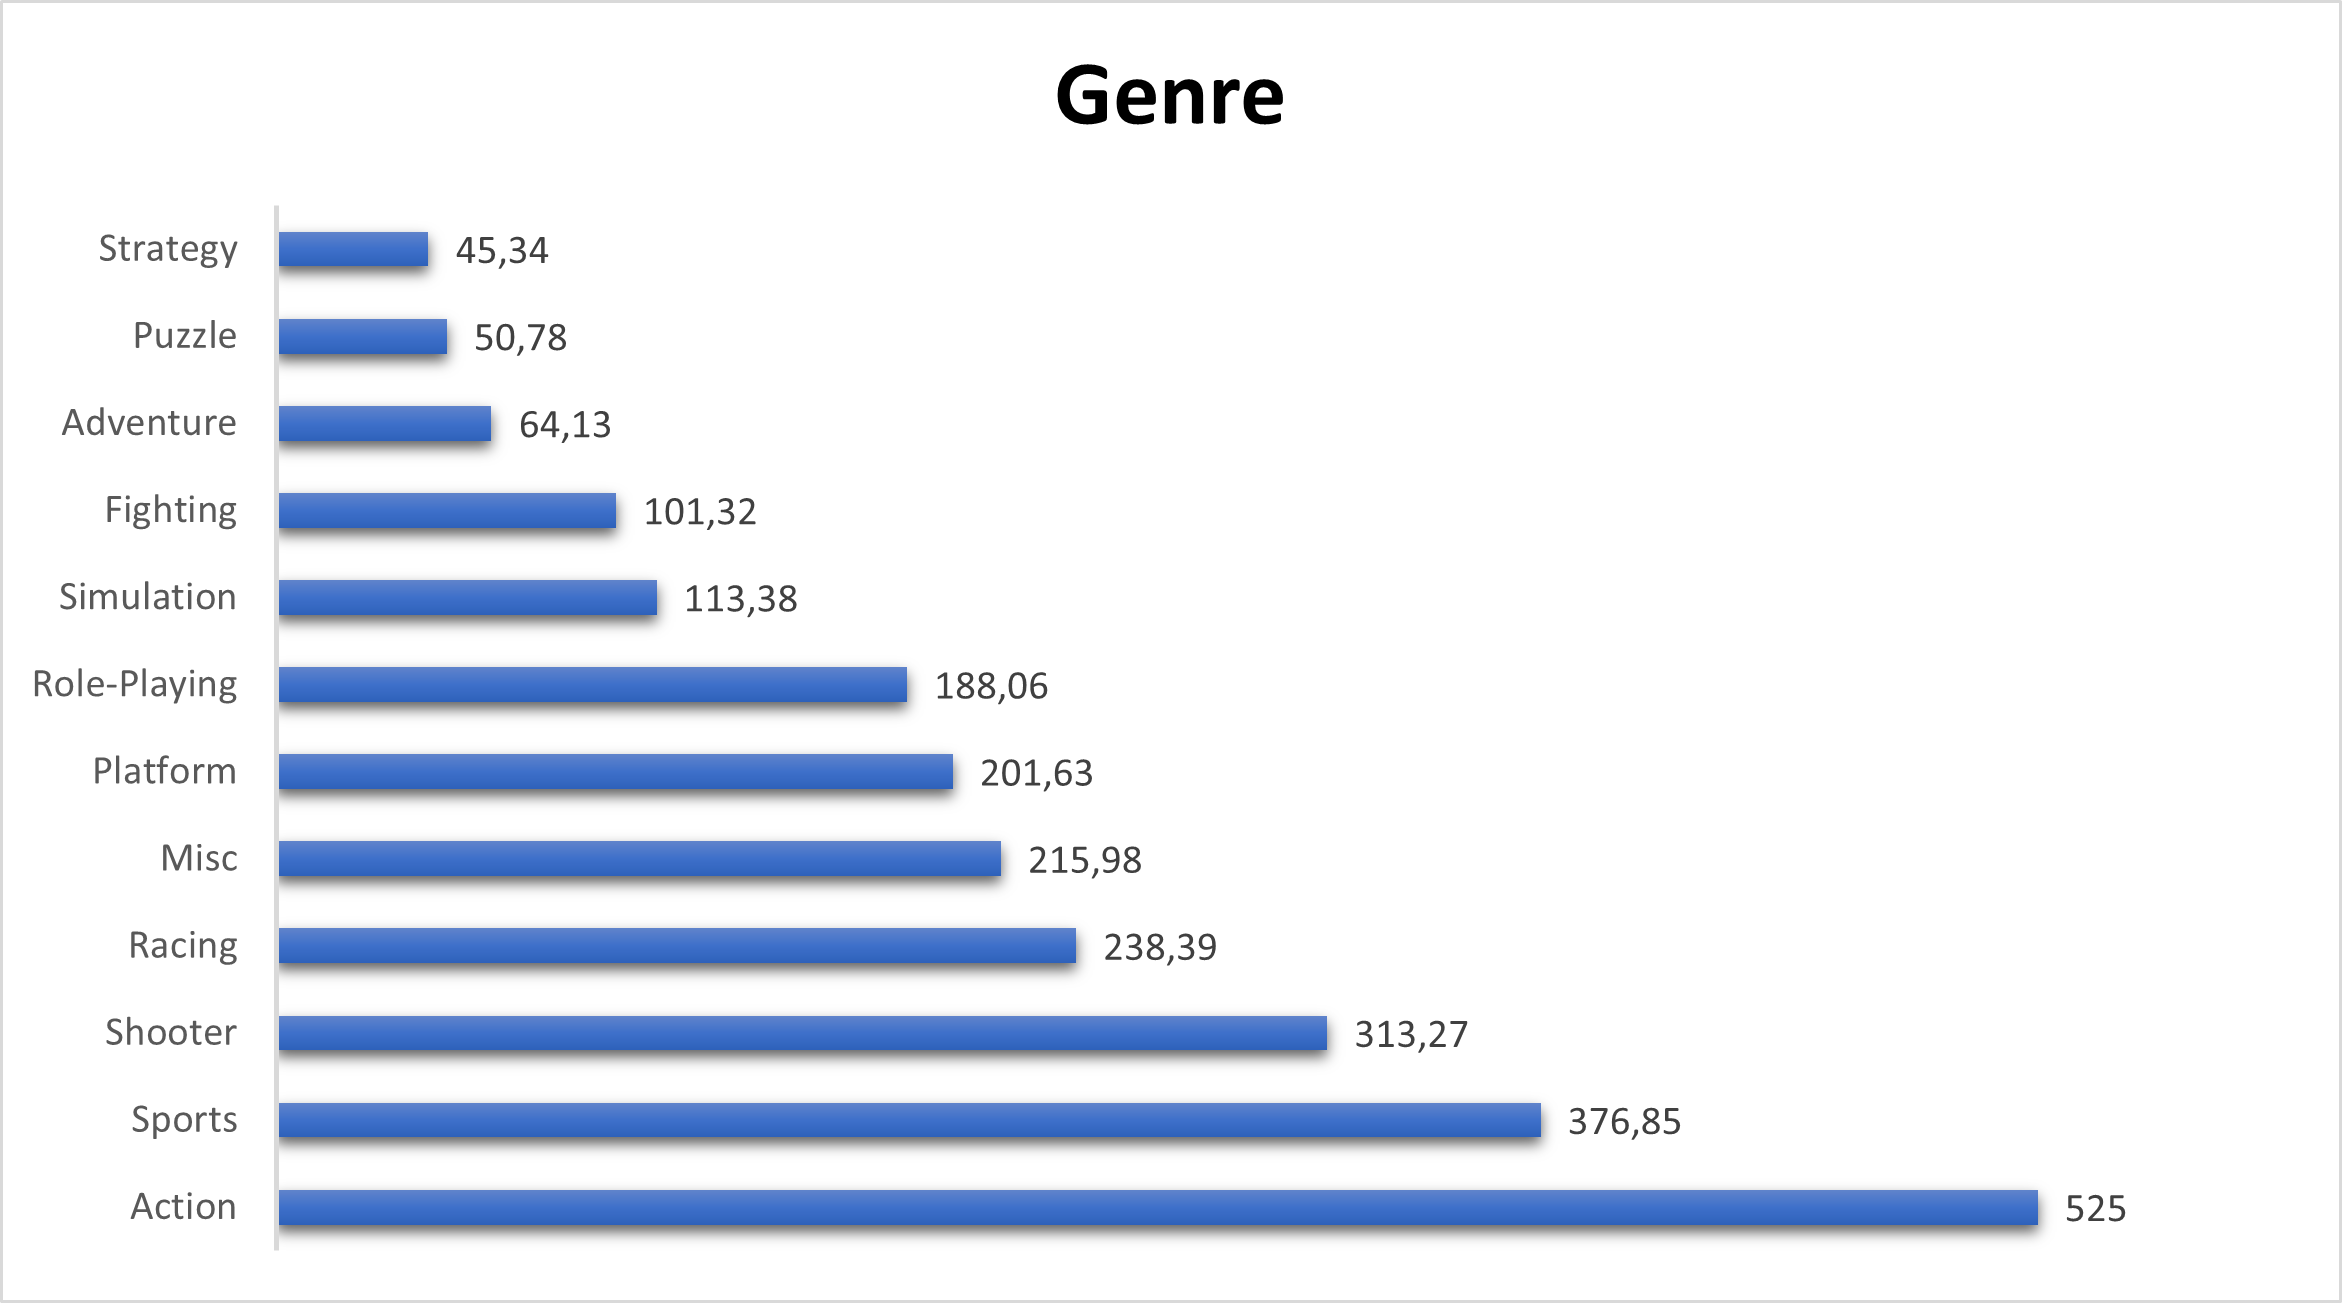 Genre
Strategy 45,34
Puzzle 50,78
Adventure 64,13
Fighting 101,32
Simulation 113,38
Role-Playing 188,06
Platform 201,63
Misc 215,98
Racing 238,39
Shooter 313,27
Sports 376,85
Action 525